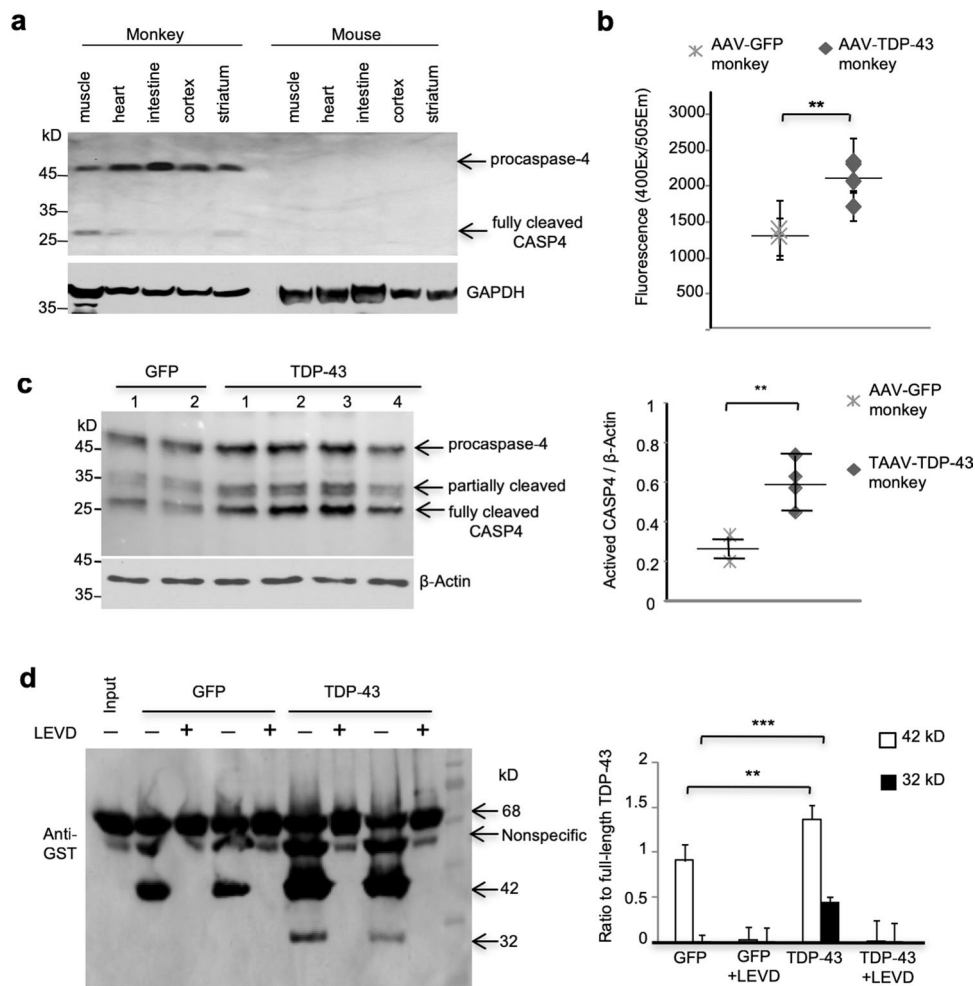 a
Monkey
Mouse
muscle
heart
intestine
cortex
striatum
muscle
heart
intestine
cortex
striatum
kD
45
35
25
procaspase-4
fully cleaved
CASP4
35
GAPDH
b
AAV-GFP
monkey
AAV-TDP-43
monkey
Fluorescence (400Ex/505Em)
3000
2500
2000
1500
1000
500
**
c
GFP
TDP-43
1 2 1 2 3 4
kD
45
35
25
procaspase-4
partially cleaved
fully cleaved
CASP4
45
35
β-Actin
Actived CASP4 / β-Actin
1
0.8
0.6
0.4
0.2
0
**
AAV-GFP
monkey
TAAV-TDP-43
monkey
d
Input
GFP
TDP-43
LEVD – – + – + – + – +
Anti-
GST
kD
68
Nonspecific
42
32
Ratio to full-length TDP-43
2
1.5
1
0.5
0
***
**
42 kD
32 kD
GFP
GFP
+LEVD
TDP-43
TDP-43
+LEVD